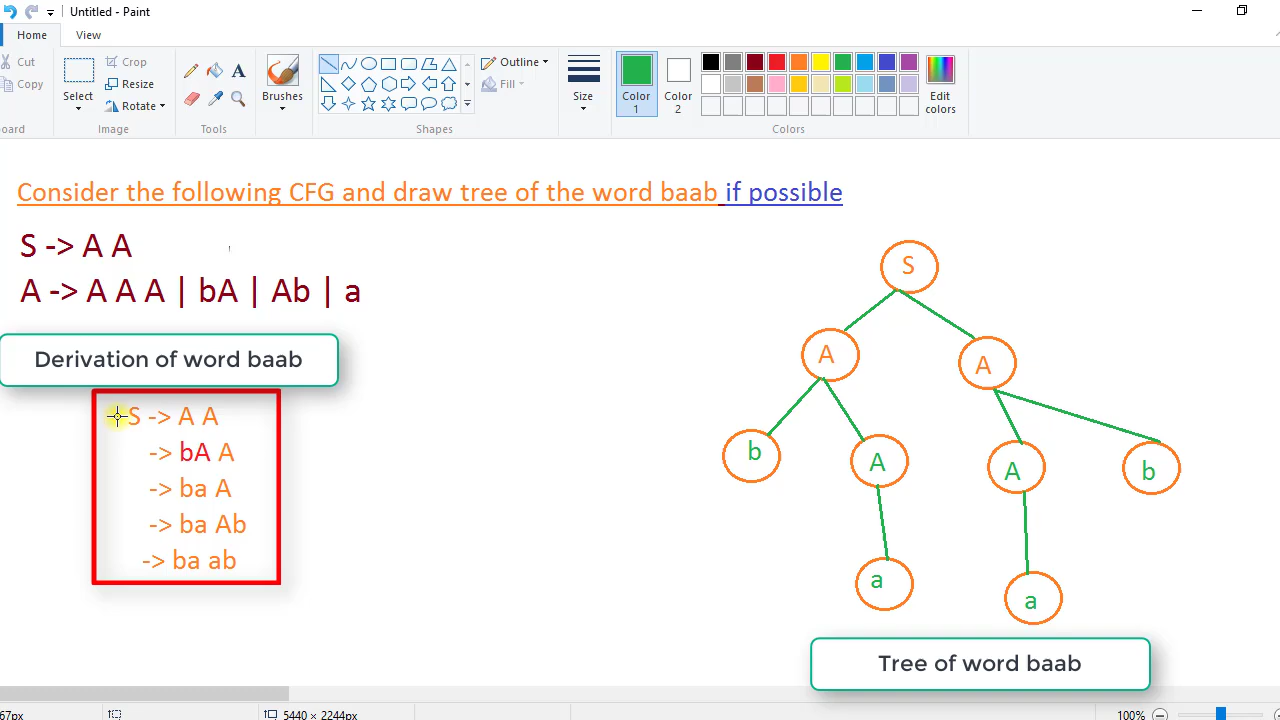 Untitled - Paint
Home View
Cut
Copy
Select
Crop
Resize
Rotate
Brushes
Outline
Fill
Size
Color 1
Color 2
Edit colors
Image
Tools
Shapes
Colors
Consider the following CFG and draw tree of the word baab if possible
S -> A A
A -> A A A | bA | Ab | a
Derivation of word baab
S -> A A
-> bA A
-> ba A
-> ba Ab
-> ba ab
S
A
A
b
A
A
b
a
a
Tree of word baab
5440 × 2244px
100%